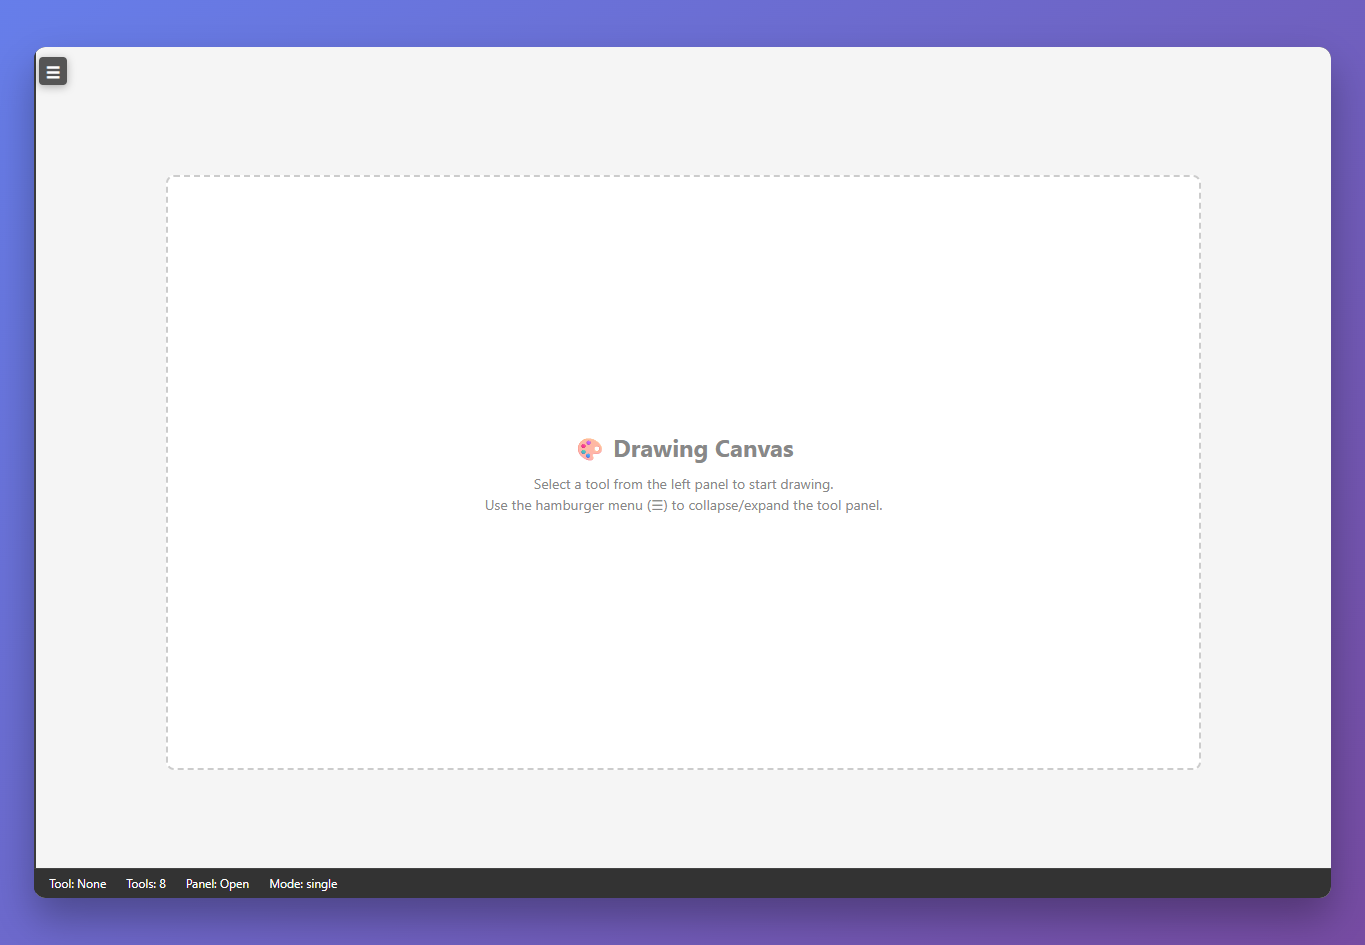 ☰
🎨 Drawing Canvas
Select a tool from the left panel to start drawing.
Use the hamburger menu (☰) to collapse/expand the tool panel.
Tool: None Tools: 8 Panel: Open Mode: single